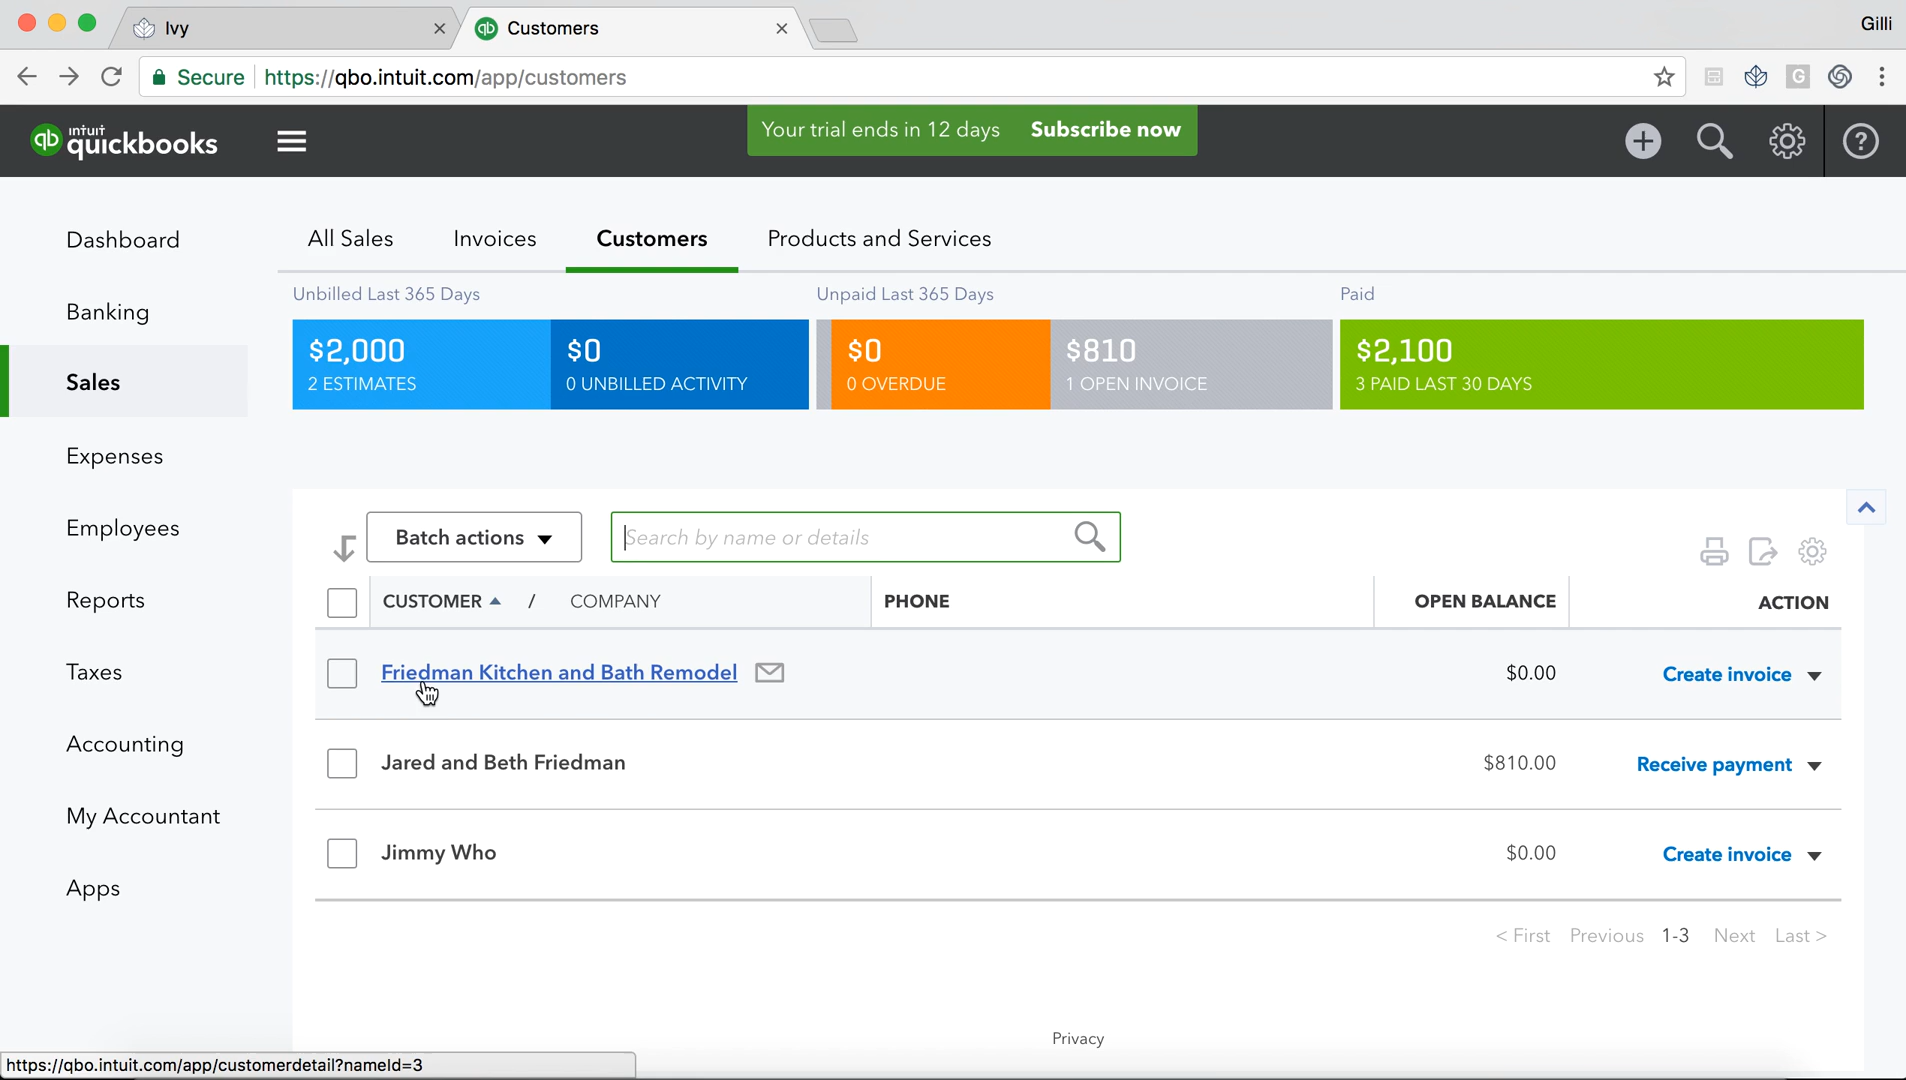 Ivy
Customers
Gilli
Secure
https://qbo.intuit.com/app/customers
intuit
quickbooks
Your trial ends in 12 days Subscribe now
Dashboard
Banking
Sales
Expenses
Employees
Reports
Taxes
Accounting
My Accountant
Apps
All Sales Invoices Customers Products and Services
Unbilled Last 365 Days Unpaid Last 365 Days Paid
$2,000 $0 $0 $810 $2,100
2 ESTIMATES 0 UNBILLED ACTIVITY 0 OVERDUE 1 OPEN INVOICE 3 PAID LAST 30 DAYS
Batch actions Search by name or details
CUSTOMER / COMPANY PHONE OPEN BALANCE ACTION
Friedman Kitchen and Bath Remodel $0.00 Create invoice
Jared and Beth Friedman $810.00 Receive payment
Jimmy Who $0.00 Create invoice
< First Previous 1-3 Next Last >
Privacy
https://qbo.intuit.com/app/customerdetail?nameId=3